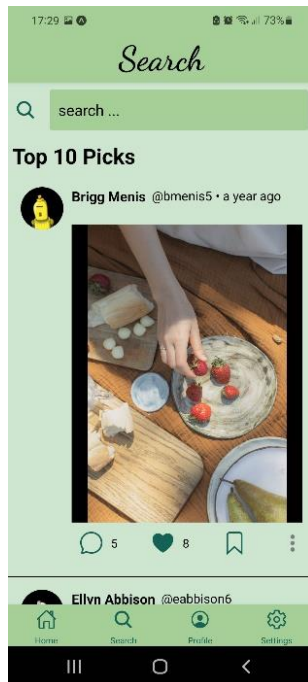 17:29 73%
Search
search ...
Top 10 Picks
Brigg Menis @bmenis5 • a year ago
5 8
Ellyn Abbison @eabbison6
Home Search Profile Settings